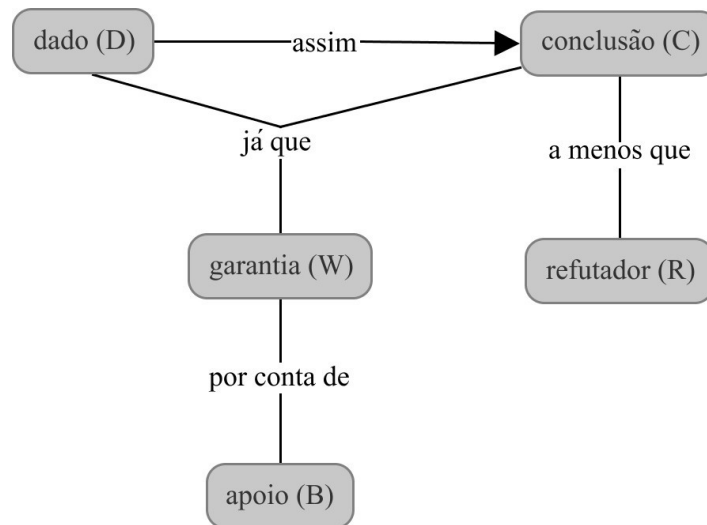 dado (D)
assim
conclusão (C)
já que
a menos que
garantia (W)
refutador (R)
por conta de
apoio (B)